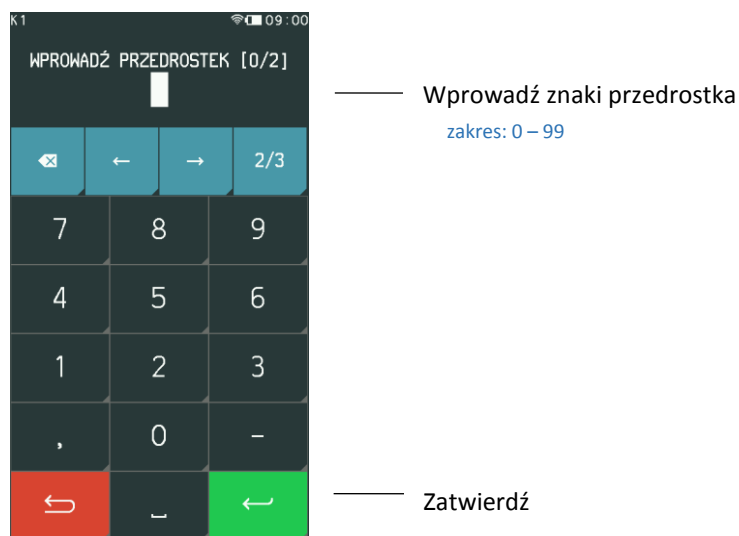 K1 09:00
WPROWADŹ PRZEDROSTEK [0/2]
Wprowadź znaki przedrostka
zakres: 0 – 99
← → 2/3
7 8 9
4 5 6
1 2 3
, 0 -
Zatwierdź